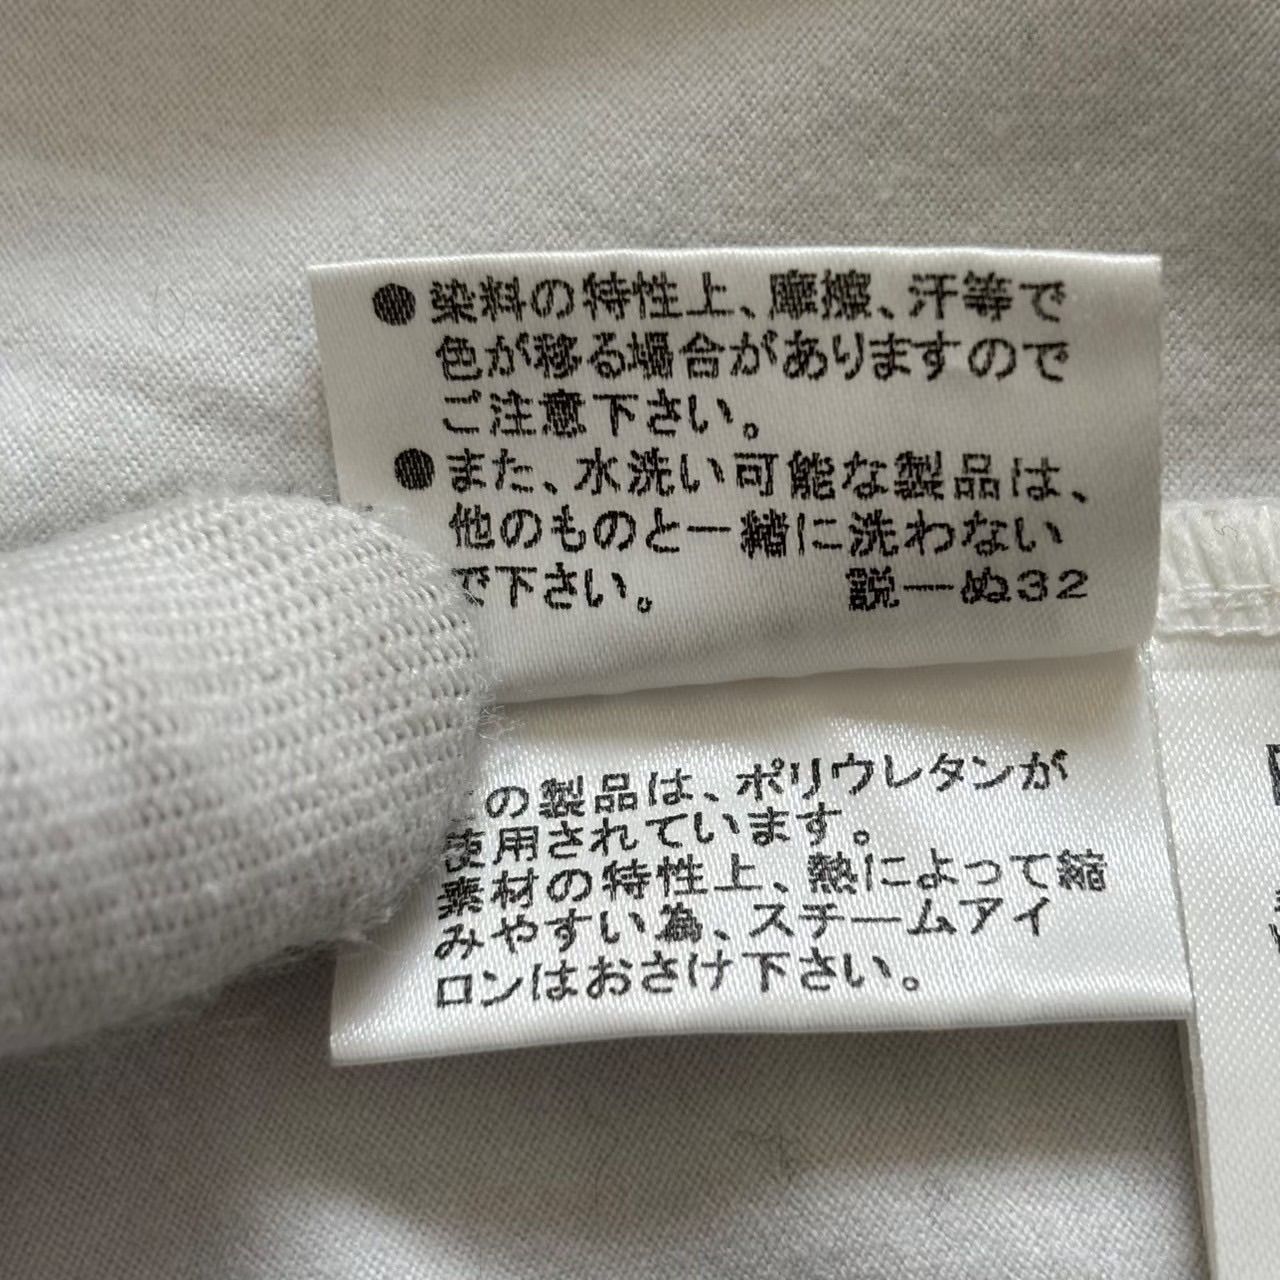 ●染料の特性上、摩擦、汗等で
色が移る場合がありますので
ご注意下さい。
●また、水洗い可能な製品は、
他のものと一緒に洗わない
で下さい。 説ーぬ32
の製品は、ポリウレタンが
使用されています。
素材の特性上、熱によって縮
みやすい為、スチームアイ
ロンはおさけ下さい。